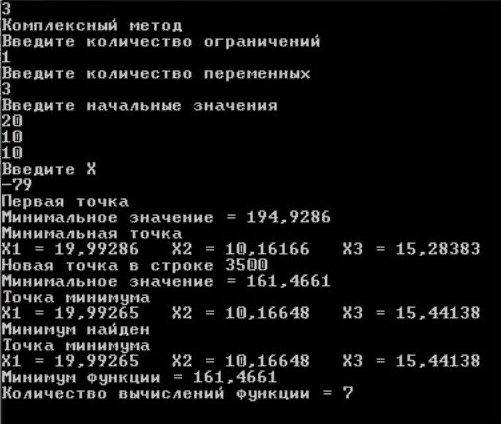 3
Комплексный метод
Введите количество ограничений
1
Введите количество переменных
3
Введите начальные значения
20
10
10
Введите X
-79
Первая точка
Минимальное значение = 194,9286
Минимальная точка
X1 = 19,99286   X2 = 10,16166   X3 = 15,28383
Новая точка в строке 3500
Минимальное значение = 161,4661
Точка минимума
X1 = 19,99265   X2 = 10,16648   X3 = 15,44138
Минимум найден
Точка минимума
X1 = 19,99265   X2 = 10,16648   X3 = 15,44138
Минимум функции = 161,4661
Количество вычислений функции = 7